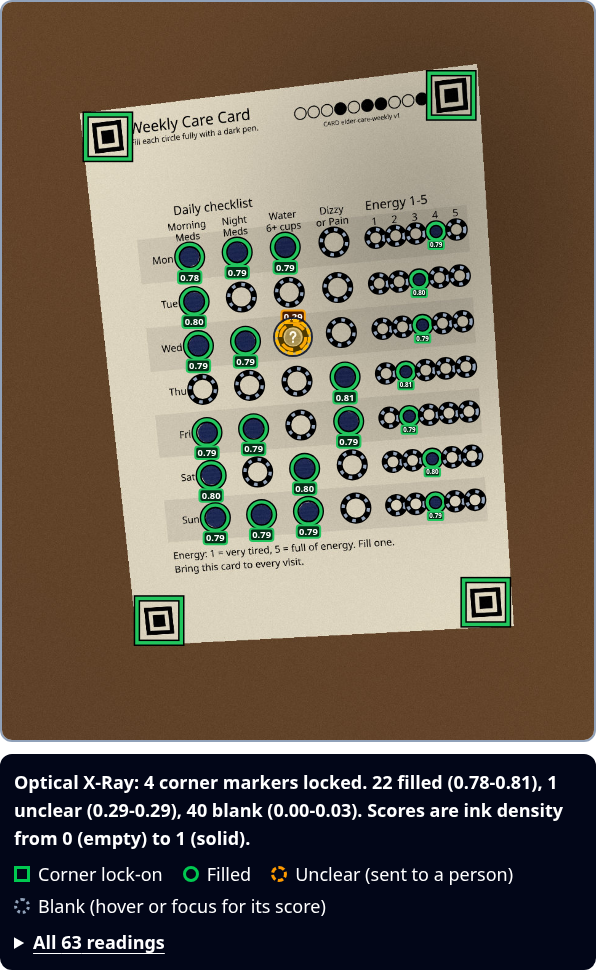 Weekly Care Card
Fill each circle fully with a dark pen.
CARD elder-care-weekly v1
Daily checklist
Energy 1-5
Morning Meds
Night Meds
Water 6+ cups
Dizzy or Pain
1 2 3 4 5
Mon 0.78 0.79 0.79 0.79
Tue 0.80 0.80
Wed 0.79 0.79 0.29 ? 0.79
Thu 0.81 0.81
Fri 0.79 0.79 0.79 0.79
Sat 0.80 0.80 0.80
Sun 0.79 0.79 0.79 0.79
Energy: 1 = very tired, 5 = full of energy. Fill one.
Bring this card to every visit.
Optical X-Ray: 4 corner markers locked. 22 filled (0.78-0.81), 1
unclear (0.29-0.29), 40 blank (0.00-0.03). Scores are ink density
from 0 (empty) to 1 (solid).
Corner lock-on Filled Unclear (sent to a person)
Blank (hover or focus for its score)
All 63 readings